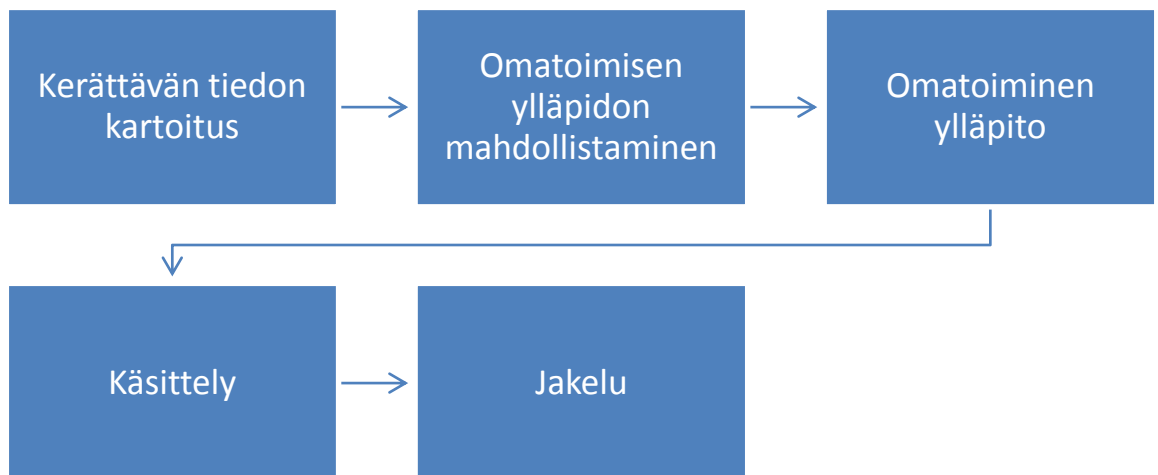 Kerättävän tiedon
kartoitus
Omatoimisen
ylläpidon
mahdollistaminen
Omatoiminen
ylläpito
Käsittely
Jakelu